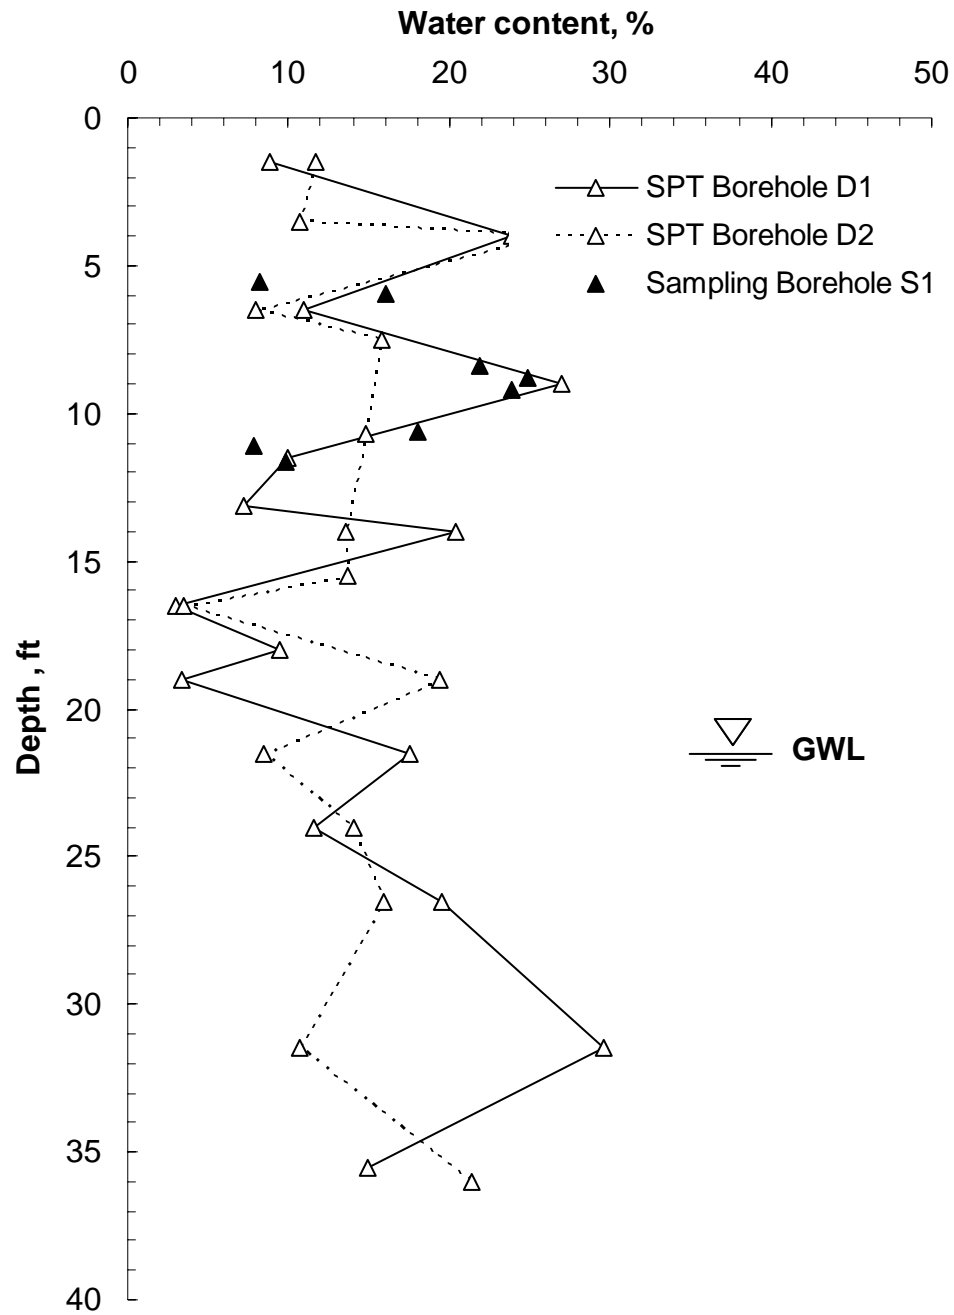 Water content, %
0 10 20 30 40 50
0
SPT Borehole D1
SPT Borehole D2
5
Sampling Borehole S1
10
15
Depth , ft
20
GWL
25
30
35
40